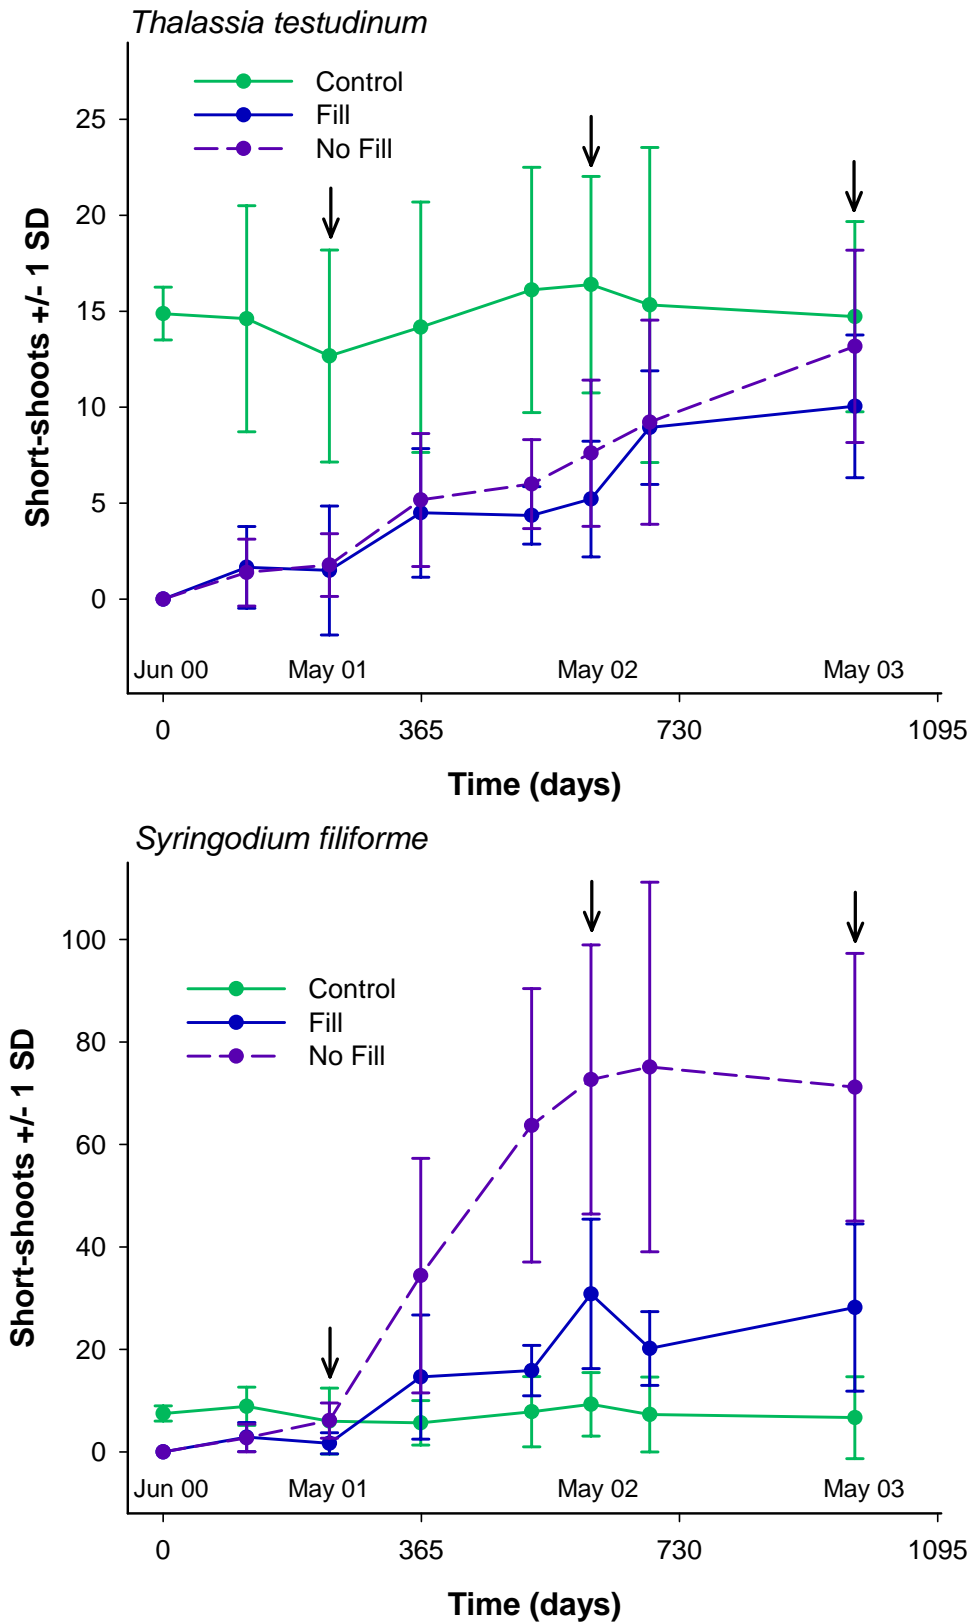 Thalassia testudinum
Control
Fill
No Fill
25
20
15
10
5
0
Short-shoots +/- 1 SD
Jun 00 May 01 May 02 May 03
0 365 730 1095
Time (days)
Syringodium filiforme
100
80
60
40
20
0
Control
Fill
No Fill
Short-shoots +/- 1 SD
Jun 00 May 01 May 02 May 03
0 365 730 1095
Time (days)